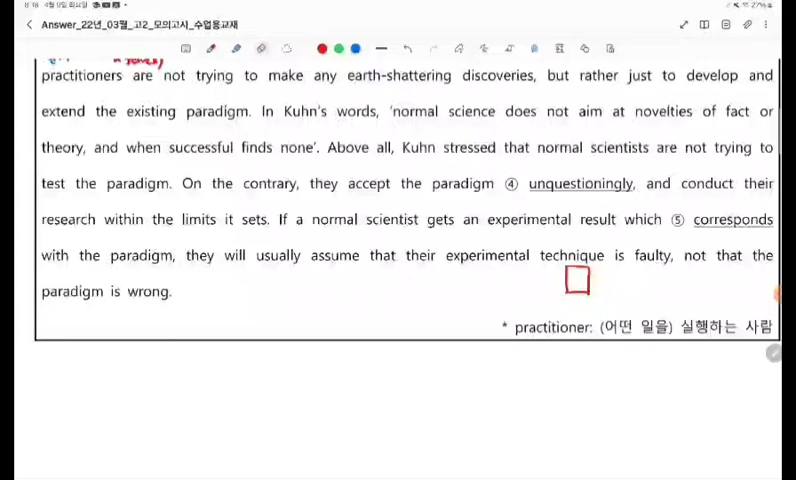 Answer_22년_03월_고2_모의고사_수업용교재
practitioners are not trying to make any earth-shattering discoveries, but rather just to develop and
extend the existing paradigm. In Kuhn's words, 'normal science does not aim at novelties of fact or
theory, and when successful finds none'. Above all, Kuhn stressed that normal scientists are not trying to
test the paradigm. On the contrary, they accept the paradigm ④ unquestioningly, and conduct their
research within the limits it sets. If a normal scientist gets an experimental result which ⑤ corresponds
with the paradigm, they will usually assume that their experimental technique is faulty, not that the
paradigm is wrong.
* practitioner: (어떤 일을) 실행하는 사람